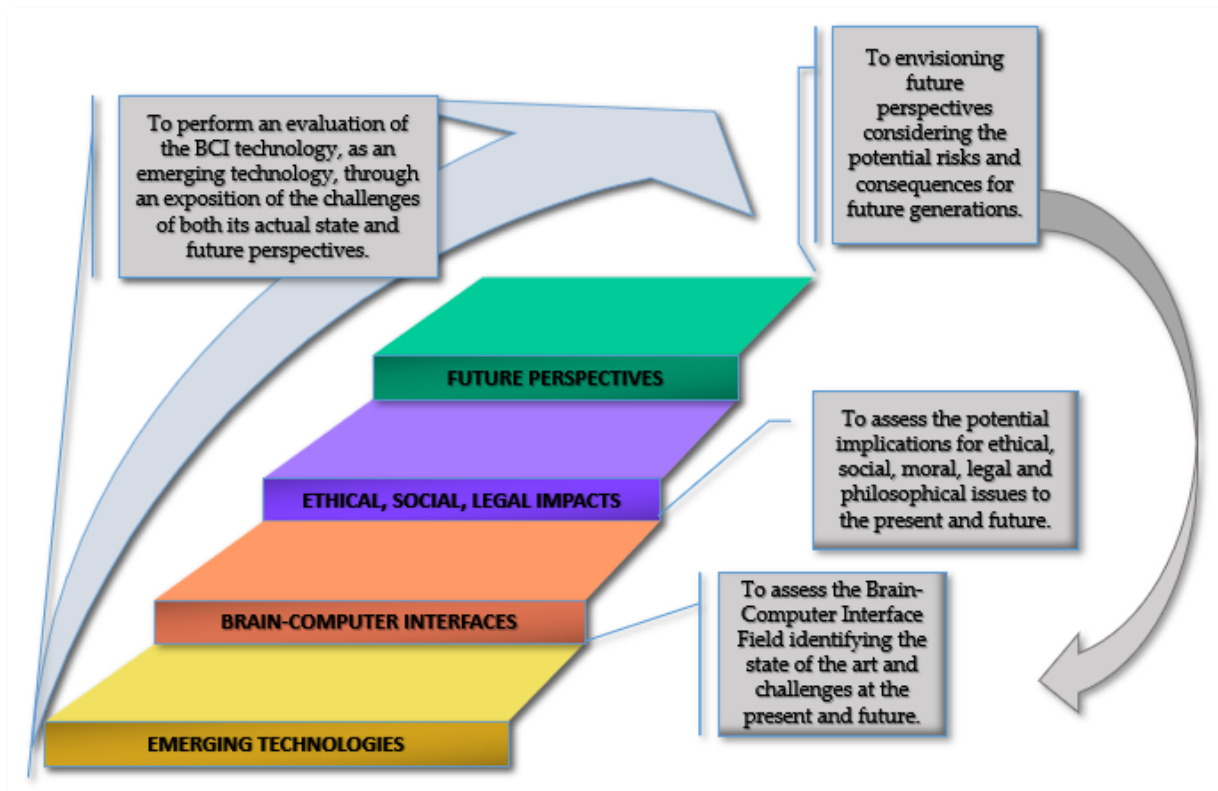 To perform an evaluation of
the BCI technology, as an
emerging technology, through
an exposition of the challenges
of both its actual state and
future perspectives.
To envisioning
future
perspectives
considering the
potential risks and
consequences for
future generations.
FUTURE PERSPECTIVES
ETHICAL, SOCIAL, LEGAL IMPACTS
To assess the potential
implications for ethical,
social, moral, legal and
philosophical issues to
the present and future.
BRAIN-COMPUTER INTERFACES
To assess the Brain-
Computer Interface
Field identifying the
state of the art and
challenges at the
present and future.
EMERGING TECHNOLOGIES